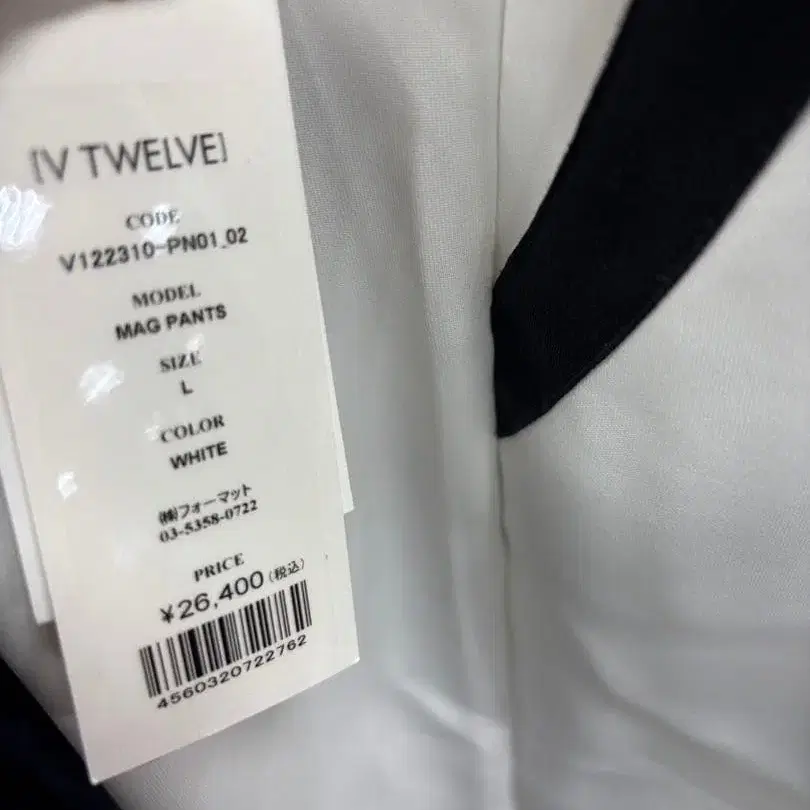 [V TWELVE]
CODE
V122310-PN01_02
MODEL
MAG PANTS
SIZE
L
COLOR
WHITE
㈱フォーマット
03-5358-0722
PRICE
¥26,400(税込)
4560320722762